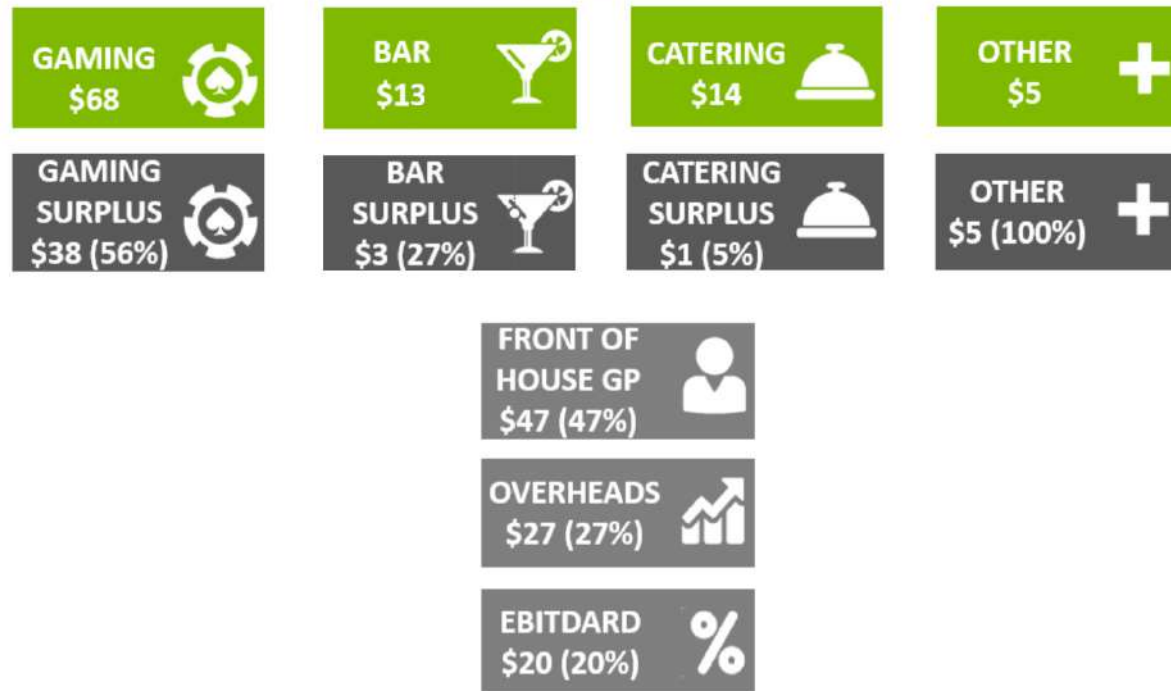 GAMING
$68
BAR
$13
CATERING
$14
OTHER
$5
GAMING
SURPLUS
$38 (56%)
BAR
SURPLUS
$3 (27%)
CATERING
SURPLUS
$1 (5%)
OTHER
$5 (100%)
FRONT OF
HOUSE GP
$47 (47%)
OVERHEADS
$27 (27%)
EBITDARD
$20 (20%)
%